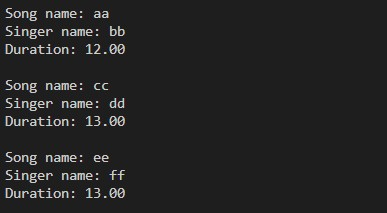 Song name: aa
Singer name: bb
Duration: 12.00
Song name: cc
Singer name: dd
Duration: 13.00
Song name: ee
Singer name: ff
Duration: 13.00